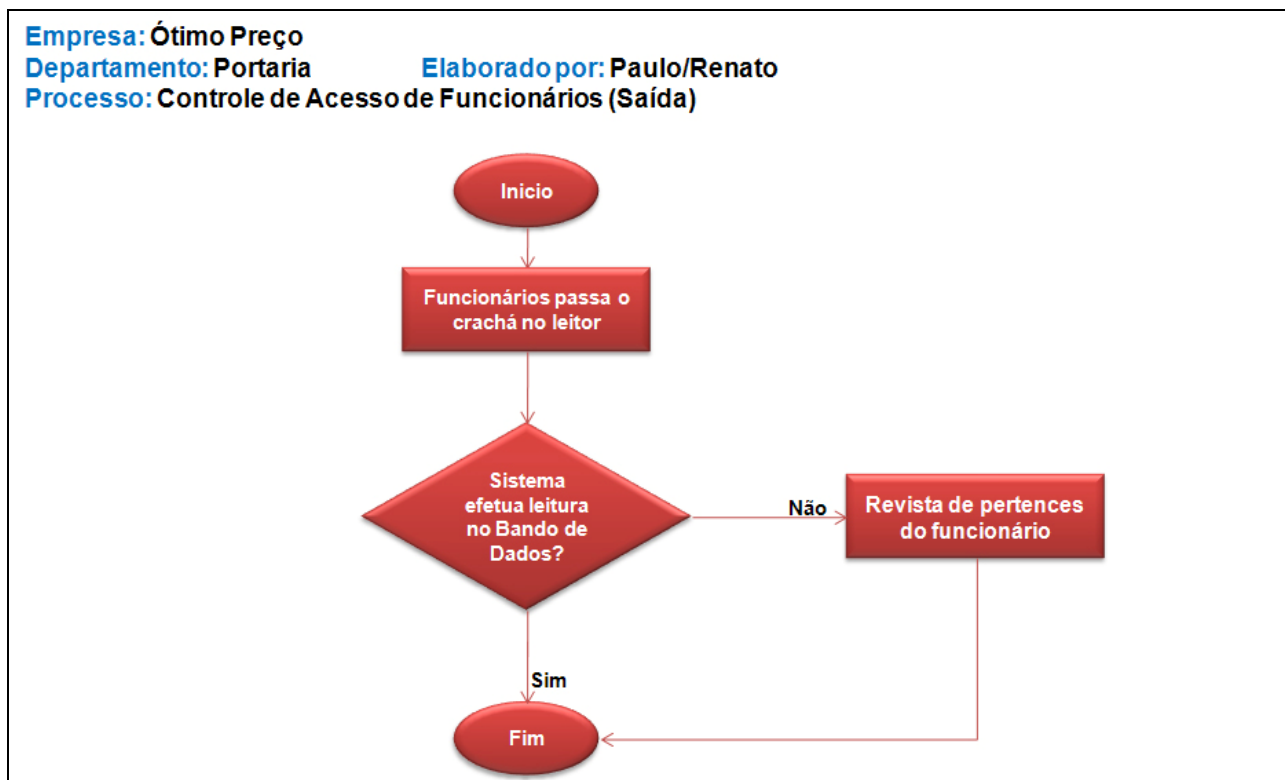 Empresa: Ótimo Preço
Departamento: Portaria Elaborado por: Paulo/Renato
Processo: Controle de Acesso de Funcionários (Saída)
Inicio
Funcionários passa o
crachá no leitor
Sistema
efetua leitura
no Bando de
Dados?
Não
Revista de pertences
do funcionário
Sim
Fim